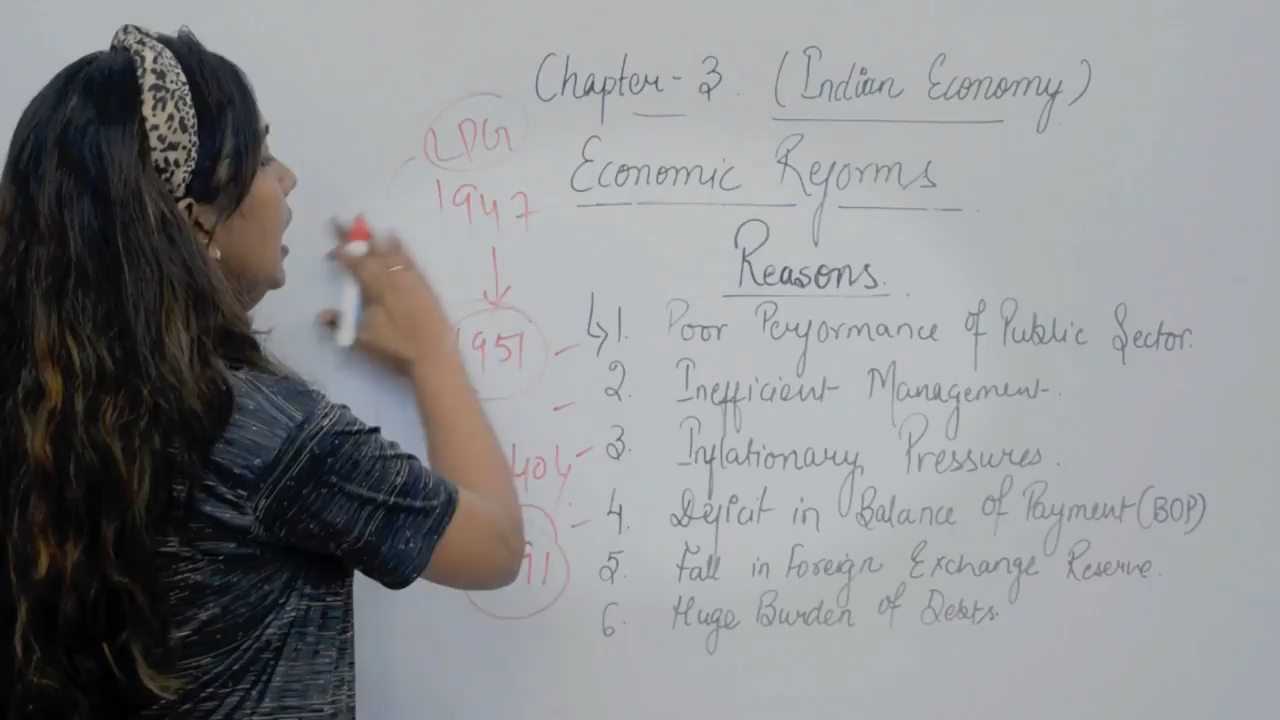 Chapter - 3. (Indian Economy)
Economic Reforms
Reasons.
1. Poor Performance of Public Sector.
2. Inefficient Management.
3. Inflationary Pressures.
4. Deficit in Balance of Payment (BOP)
5. Fall in Foreign Exchange Reserve.
6. Huge Burden of Debts.
LPG
1947
1951
40y
91